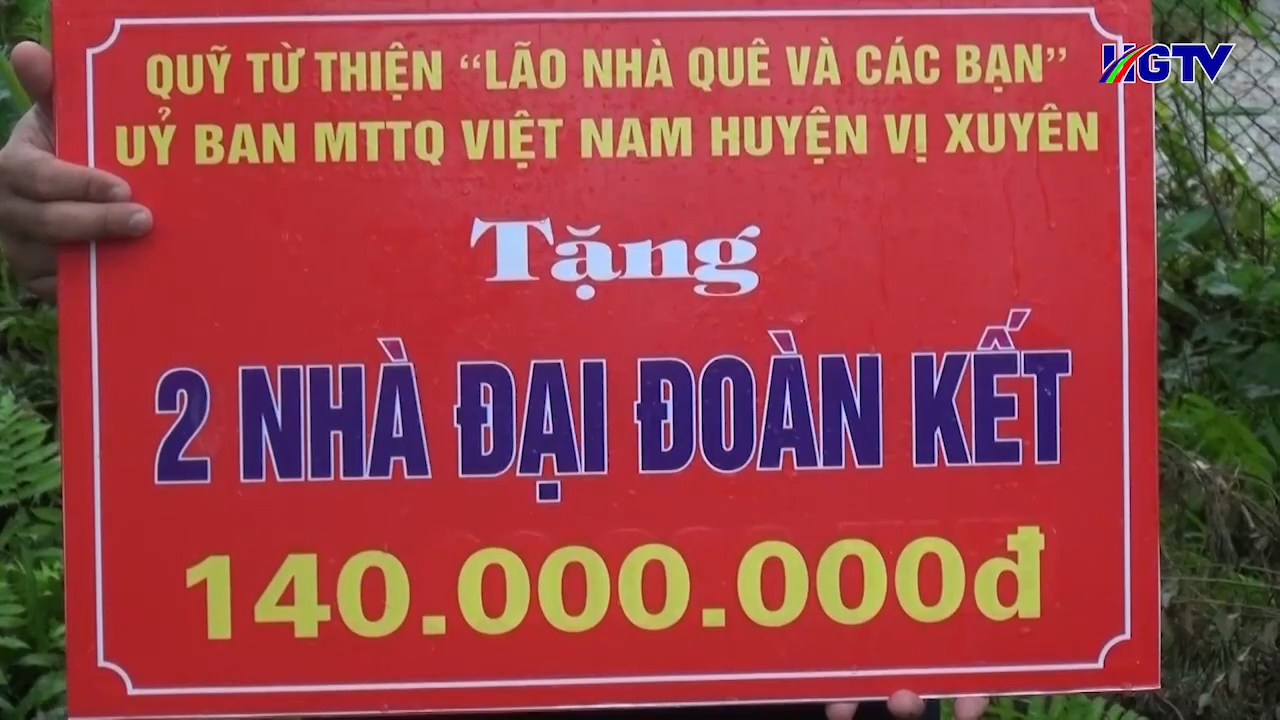 HGTV
QUỸ TỪ THIỆN “LÃO NHÀ QUÊ VÀ CÁC BẠN”
UỶ BAN MTTQ VIỆT NAM HUYỆN VỊ XUYÊN
Tặng
2 NHÀ ĐẠI ĐOÀN KẾT
140.000.000đ